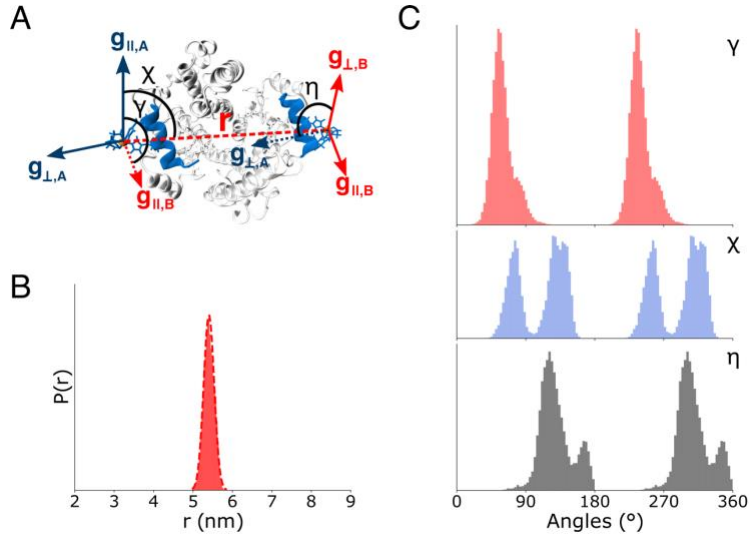 A
g||,A
χ
γ
g⊥,A
g||,B
r
g⊥,A
η
g⊥,B
g||,B
B
P(r)
2 3 4 5 6 7 8 9
r (nm)
C
γ
χ
η
0 90 180 270 360
Angles (°)